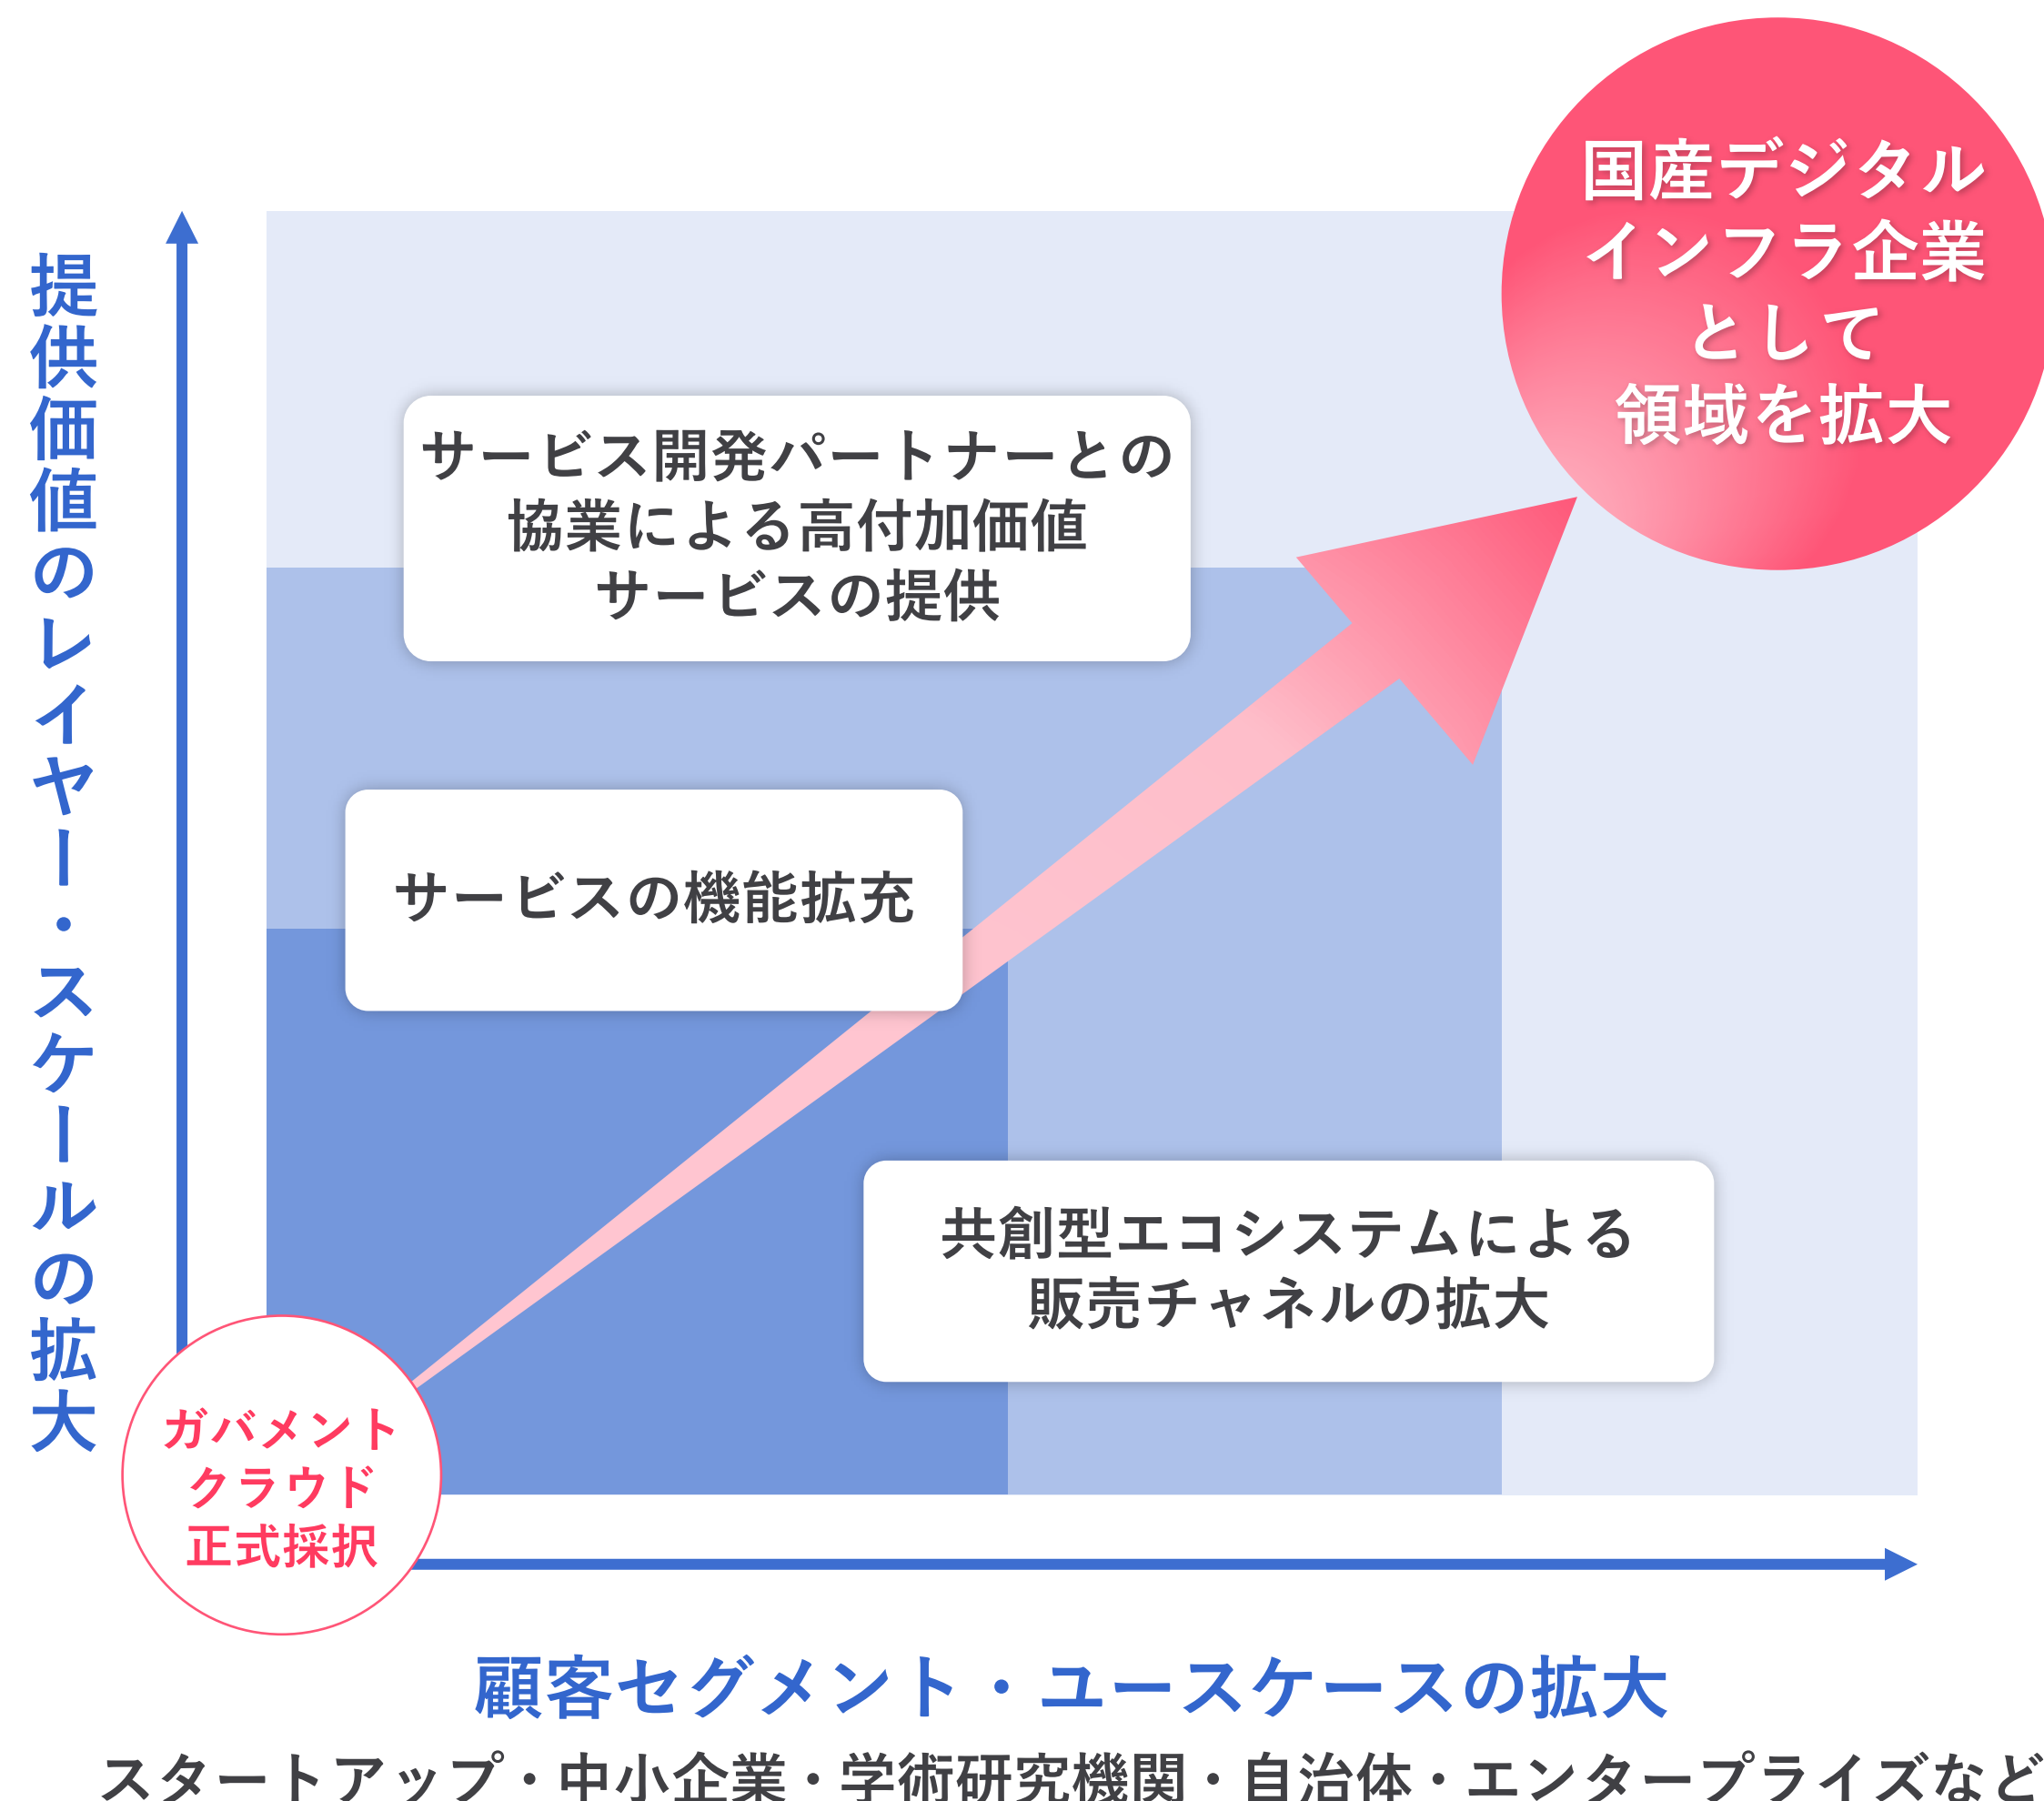 国産デジタル
インフラ企業
として
領域を拡大
提供価値のレイヤー・スケールの拡大
サービス開発パートナーとの
協業による高付加価値
サービスの提供
サービスの機能拡充
共創型エコシステムによる
販売チャネルの拡大
ガバメント
クラウド
正式採択
顧客セグメント・ユースケースの拡大
スタートアップ・中小企業・学術研究機関・自治体・エンタープライズなど